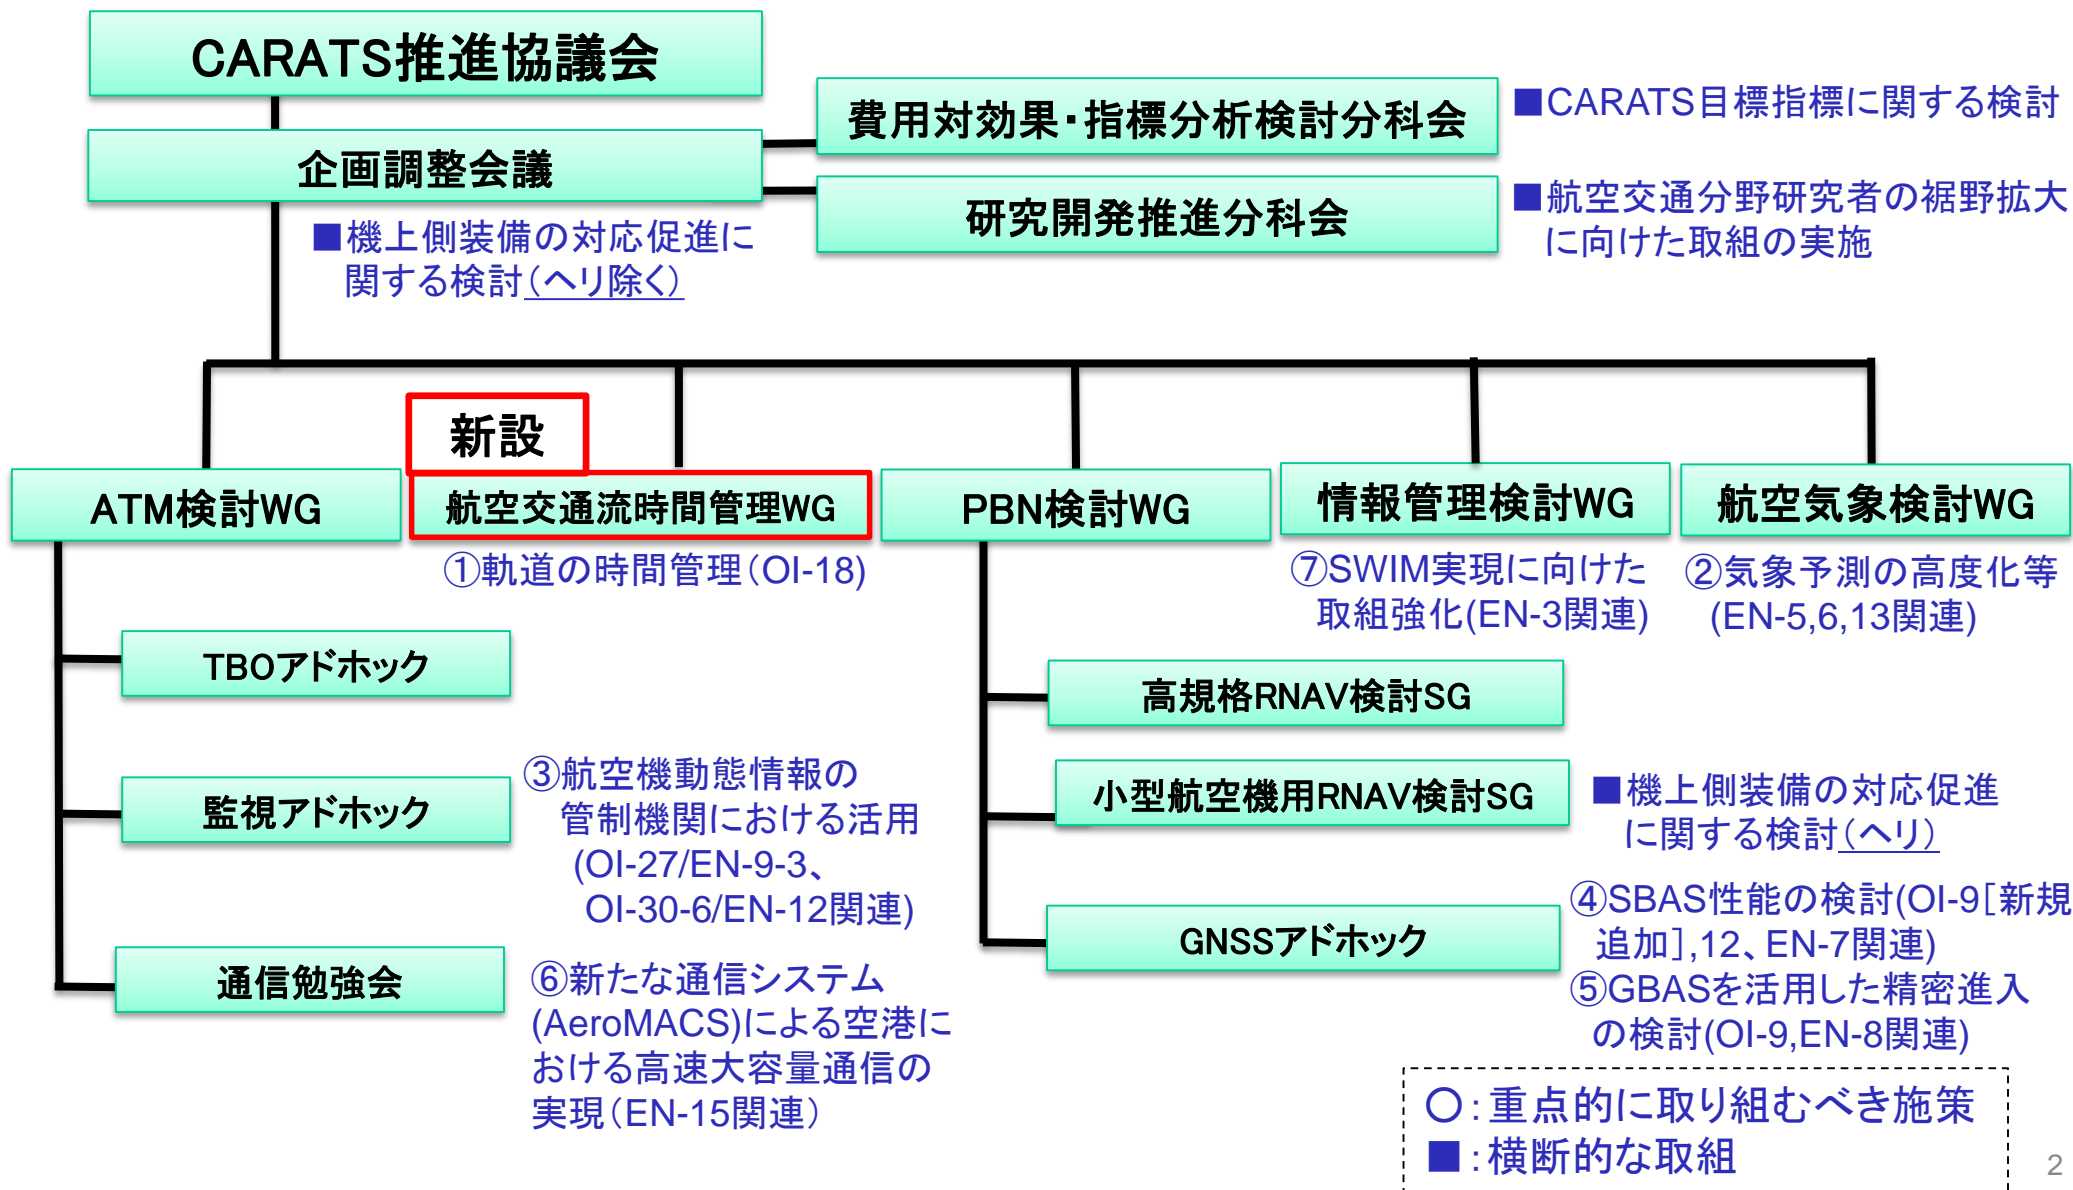 CARATS推進協議会
企画調整会議
費用対効果・指標分析検討分科会
■CARATS目標指標に関する検討
研究開発推進分科会
■航空交通分野研究者の裾野拡大
に向けた取組の実施
■機上側装備の対応促進に
関する検討(ヘリ除く)
新設
ATM検討WG
航空交通流時間管理WG
PBN検討WG
情報管理検討WG
航空気象検討WG
①軌道の時間管理(OI-18)
⑦SWIM実現に向けた
取組強化(EN-3関連)
②気象予測の高度化等
(EN-5,6,13関連)
TBOアドホック
監視アドホック
③航空機動態情報の
管制機関における活用
(OI-27/EN-9-3、
OI-30-6/EN-12関連)
通信勉強会
⑥新たな通信システム
(AeroMACS)による空港に
おける高速大容量通信の
実現(EN-15関連)
高規格RNAV検討SG
小型航空機用RNAV検討SG
■機上側装備の対応促進
に関する検討(ヘリ)
GNSSアドホック
④SBAS性能の検討(OI-9[新規
追加],12、EN-7関連)
⑤GBASを活用した精密進入
の検討(OI-9,EN-8関連)
○:重点的に取り組むべき施策
■:横断的な取組
2